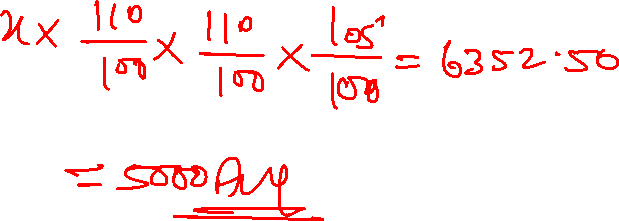 x × 110/100 × 110/100 × 105/100 = 6352.50
= 5000 Ans